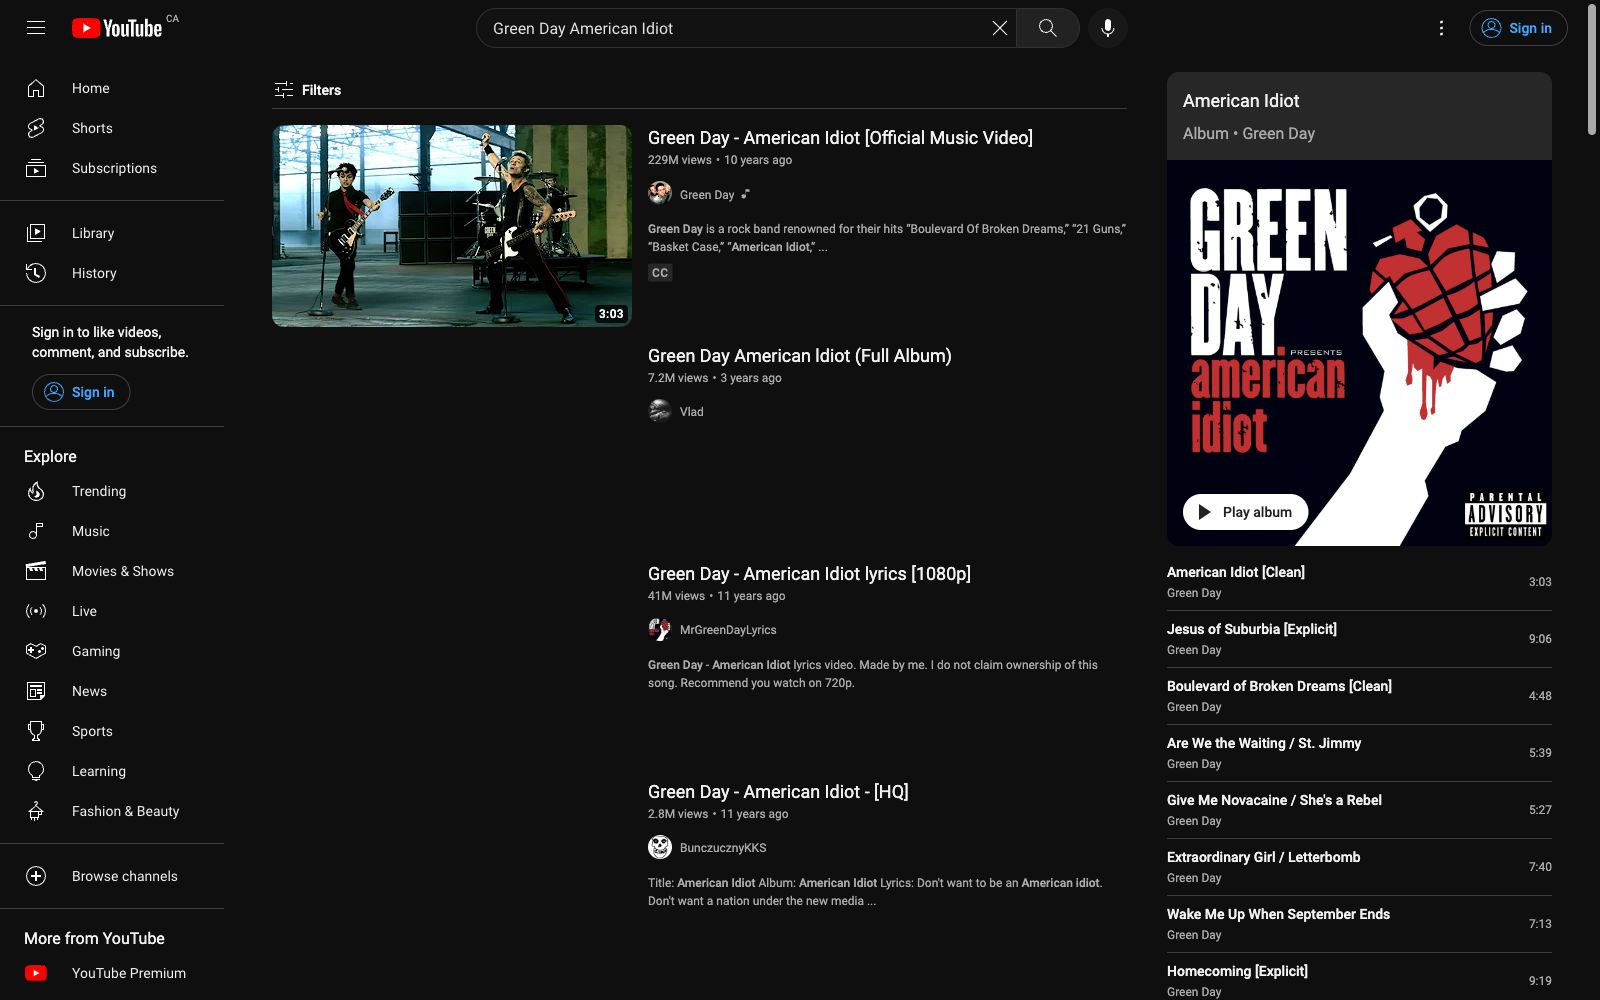 YouTube CA
Green Day American Idiot
Sign in
Home
Shorts
Subscriptions
Library
History
Sign in to like videos,
comment, and subscribe.
Sign in
Explore
Trending
Music
Movies & Shows
Live
Gaming
News
Sports
Learning
Fashion & Beauty
Browse channels
More from YouTube
YouTube Premium
Filters
3:03
Green Day - American Idiot [Official Music Video]
229M views • 10 years ago
Green Day
Green Day is a rock band renowned for their hits “Boulevard Of Broken Dreams,” “21 Guns,”
“Basket Case,” “American Idiot,” ...
CC
Green Day American Idiot (Full Album)
7.2M views • 3 years ago
Vlad
Green Day - American Idiot lyrics [1080p]
41M views • 11 years ago
MrGreenDayLyrics
Green Day - American Idiot lyrics video. Made by me. I do not claim ownership of this
song. Recommend you watch on 720p.
Green Day - American Idiot - [HQ]
2.8M views • 11 years ago
BunczucznyKKS
Title: American Idiot Album: American Idiot Lyrics: Don't want to be an American idiot.
Don't want a nation under the new media ...
American Idiot
Album • Green Day
GREEN
DAY
PRESENTS
american
idiot
Play album
PARENTAL
ADVISORY
EXPLICIT CONTENT
American Idiot [Clean]
Green Day
3:03
Jesus of Suburbia [Explicit]
Green Day
9:06
Boulevard of Broken Dreams [Clean]
Green Day
4:48
Are We the Waiting / St. Jimmy
Green Day
5:39
Give Me Novacaine / She's a Rebel
Green Day
5:27
Extraordinary Girl / Letterbomb
Green Day
7:40
Wake Me Up When September Ends
Green Day
7:13
Homecoming [Explicit]
Green Day
9:19